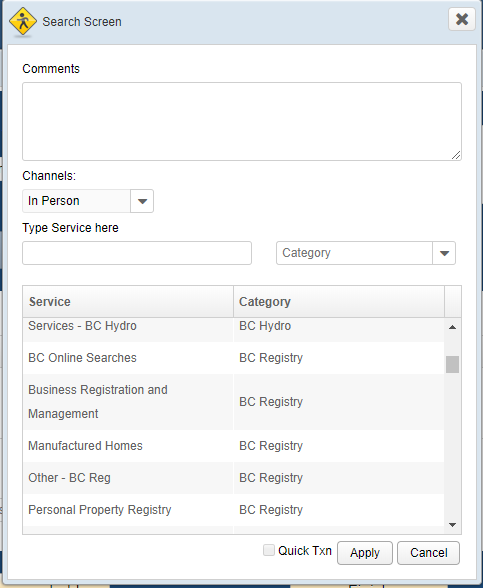 Search Screen
Comments
Channels:
In Person
Type Service here
Category
Service Category
Services - BC Hydro BC Hydro
BC Online Searches BC Registry
Business Registration and
Management BC Registry
Manufactured Homes BC Registry
Other - BC Reg BC Registry
Personal Property Registry BC Registry
Quick Txn Apply Cancel